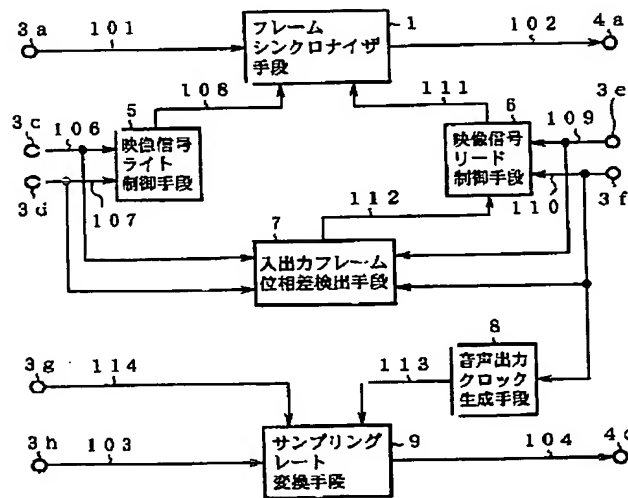 3a
101
フレーム
シンクロナイザ
手段
1
102
4a
108
111
5
6
3c
106
映像信号
ライト
制御手段
映像信号
リード
制御手段
109
3e
3d
107
110
3f
112
7
入出力フレーム
位相差検出手段
8
3g
114
113
音声出力
クロック
生成手段
3h
103
サンプリング
レート
変換手段
9
104